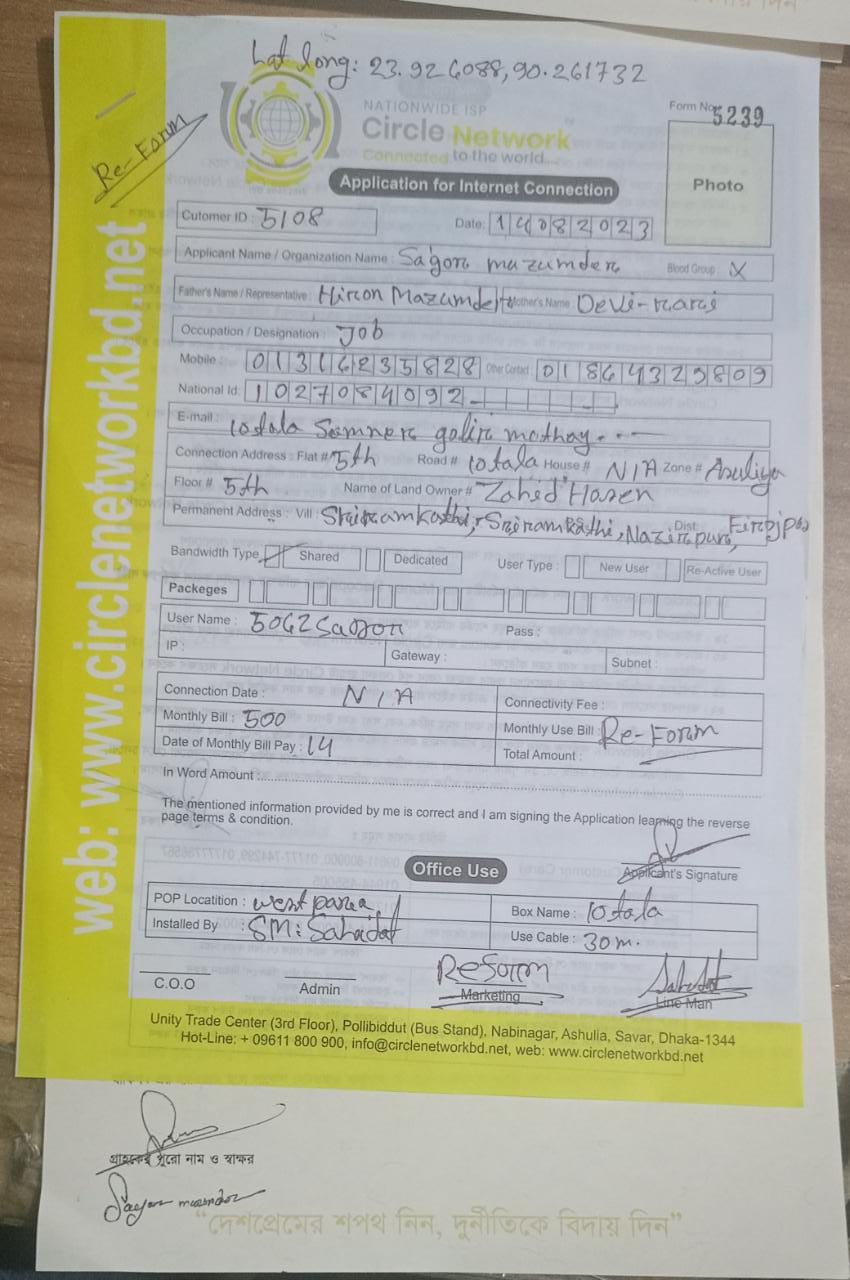 Lat long: 23.926088,90.261732
NATIONWIDE ISP
Form No. 5239
Circle Network
Connected to the world...
Re-Form
Photo
Application for Internet Connection
Cutomer ID : 5108 Date: 14082023
Applicant Name / Organization Name : Sagor mazumder Blood Group : X
Father's Name / Representative : Hiron Mazumder Mother's Name : Devi-rani
Occupation / Designation : Job
Mobile : 01316235828 Other Contact : 01864329809
National Id: 1027084092
E-mail : 10tala Samner golir mathay
Connection Address : Flat # 5th Road # 10tala House # N/A Zone # Asuliya
Floor # 5th Name of Land Owner # Zahed Hasen
Permanent Address : Vill : Sriramkathi, Sriramkathi, Nazirpur, Dist:
Bandwidth Type Shared Dedicated User Type : New User Re-Active User
Packeges
User Name : 5062sagor Pass :
IP : Gateway : Subnet :
Connection Date : N/A Connectivity Fee :
Monthly Bill : 500 Monthly Use Bill : Re-Form
Date of Monthly Bill Pay : 14 Total Amount :
In Word Amount :
The mentioned information provided by me is correct and I am signing the Application learning the reverse
page terms & condition.
Applicant's Signature
Office Use
POP Locatition : west para Box Name : 10tala
Installed By SM: Sahadat Use Cable : 30m.
C.O.O Admin Reform Marketing Sahadat Line Man
Unity Trade Center (3rd Floor), Pollibiddut (Bus Stand), Nabinagar, Ashulia, Savar, Dhaka-1344
Hot-Line: + 09611 800 900, info@circlenetworkbd.net, web: www.circlenetworkbd.net
web: www.circlenetworkbd.net
গ্রাহকের পুরো নাম ও স্বাক্ষর
"দেশপ্রেমের শপথ নিন, দুর্নীতিকে বিদায় দিন"